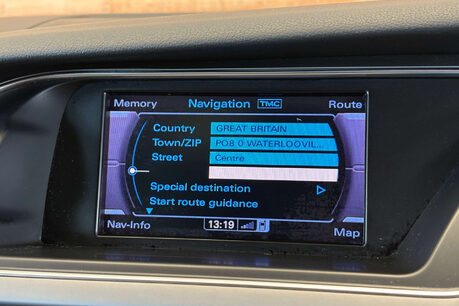 Memory Navigation TMC Route
Country GREAT BRITAIN
Town/ZIP PO8 0 WATERLOOVIL...
Street Centre
Special destination
Start route guidance
Nav-Info 13:19 Map